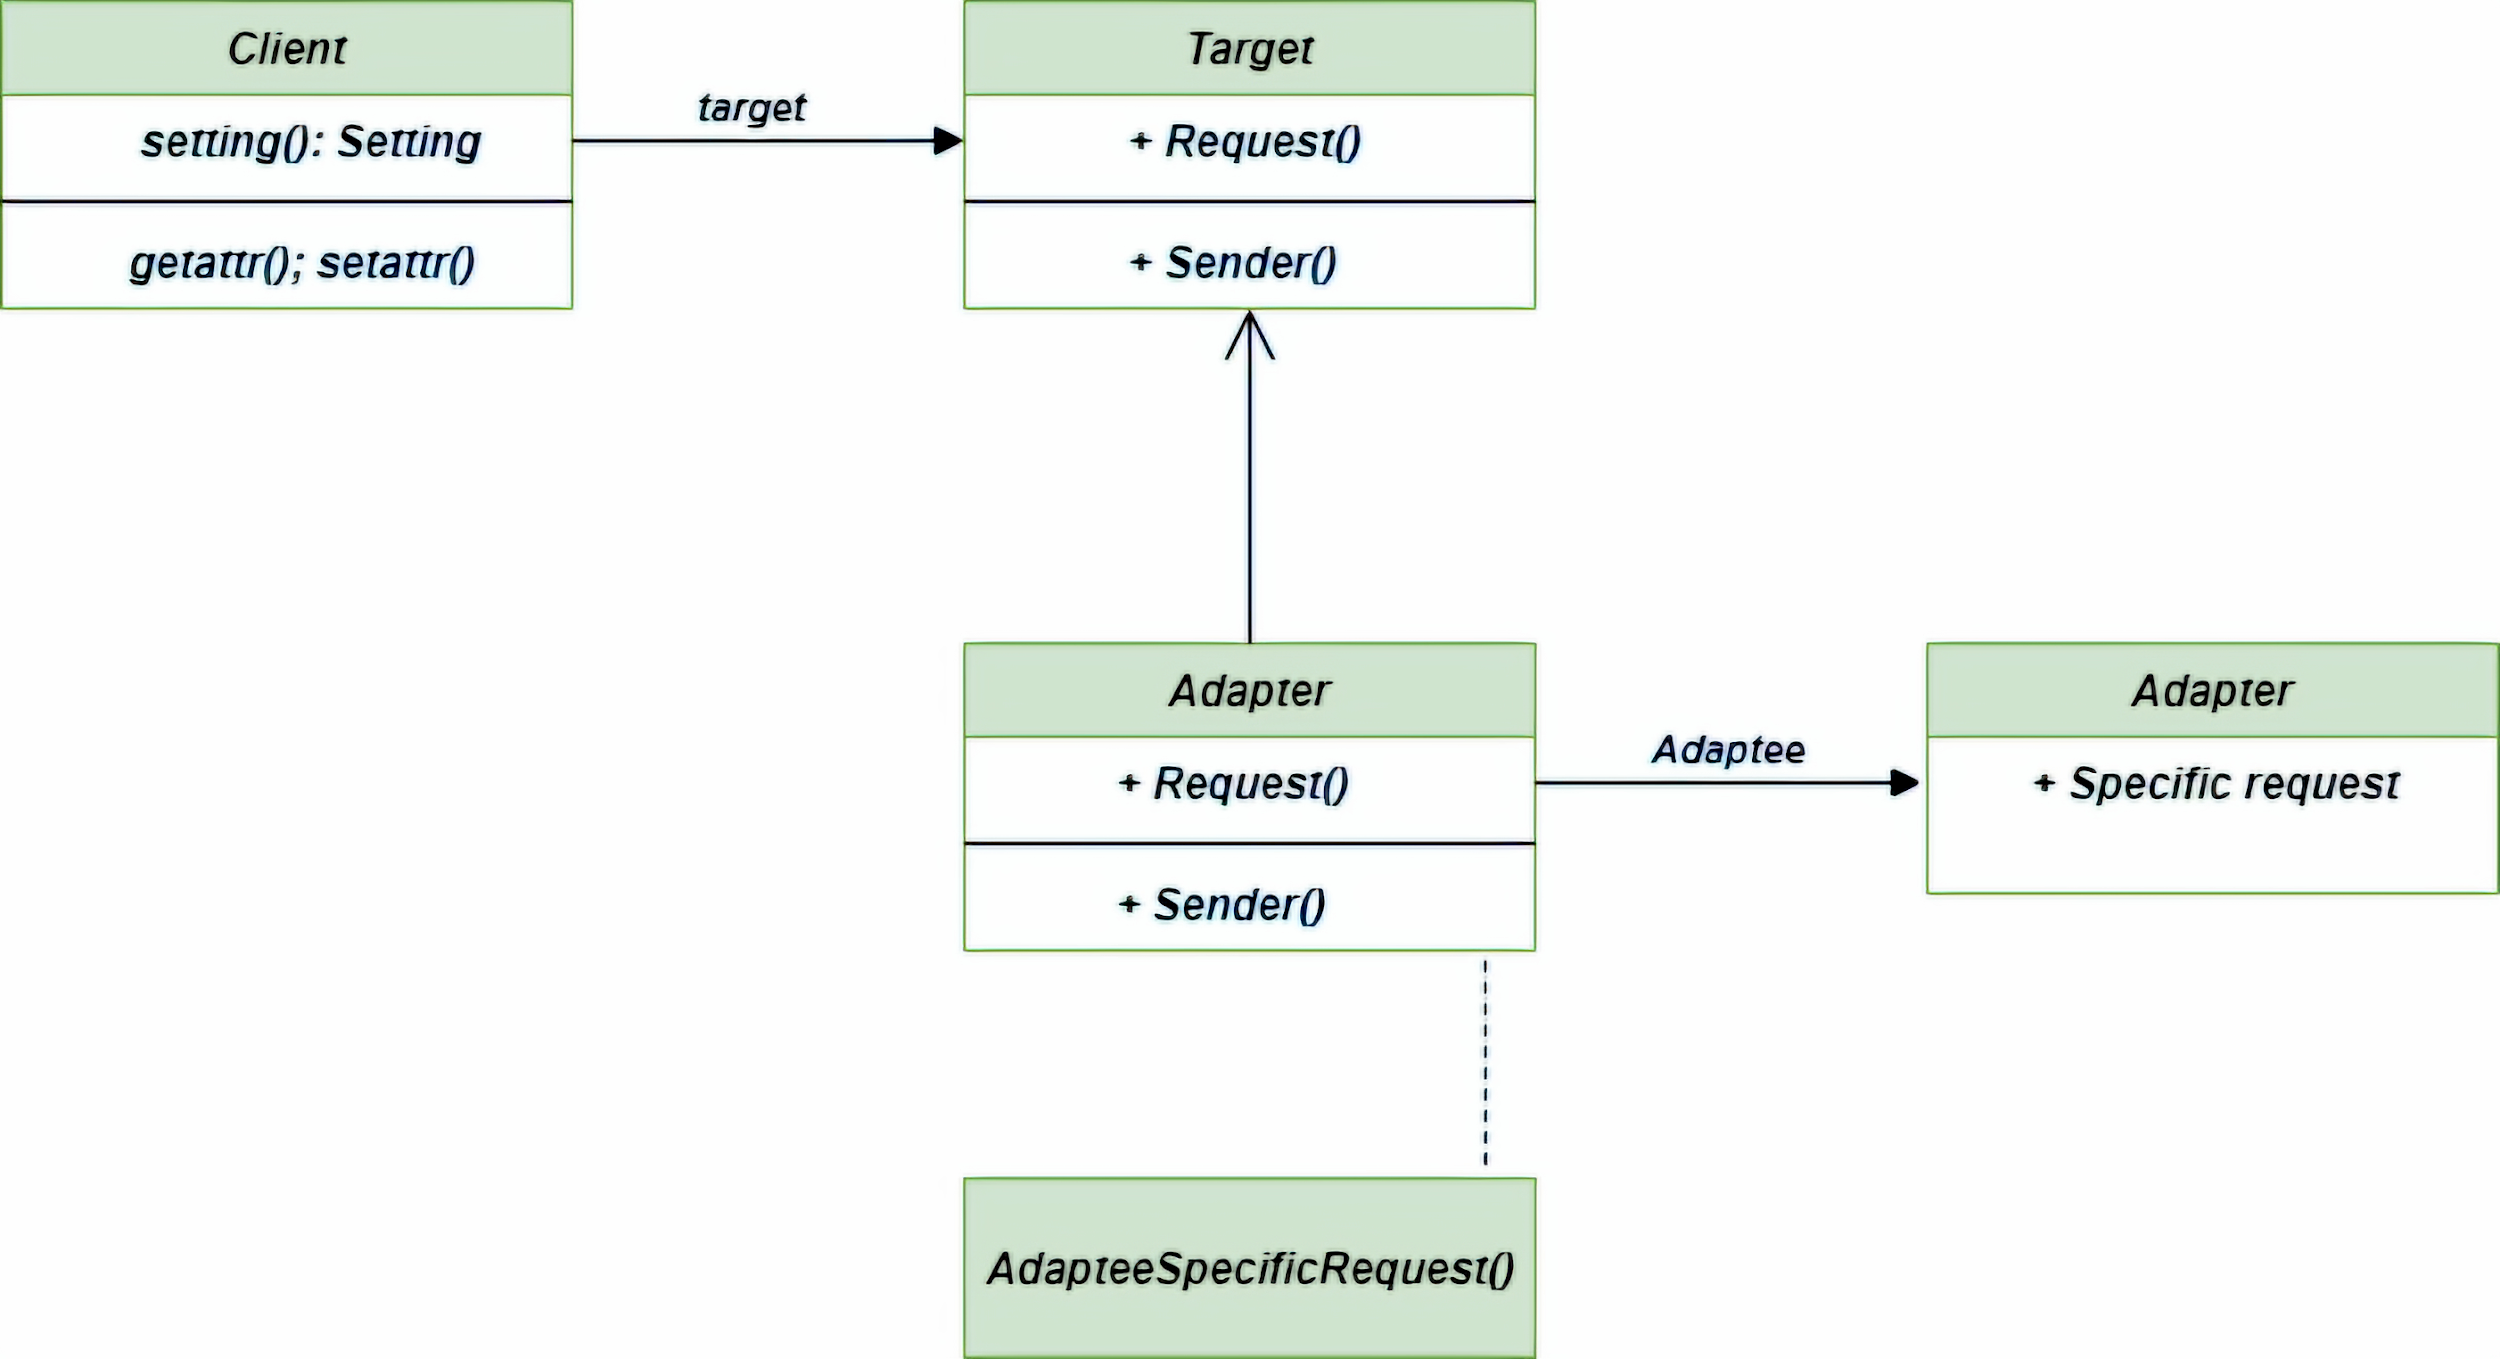 Client
setting(): Setting
getattr(); setattr()
target
Target
+ Request()
+ Sender()
Adapter
+ Request()
+ Sender()
Adaptee
Adapter
+ Specific request
AdapteeSpecificRequest()